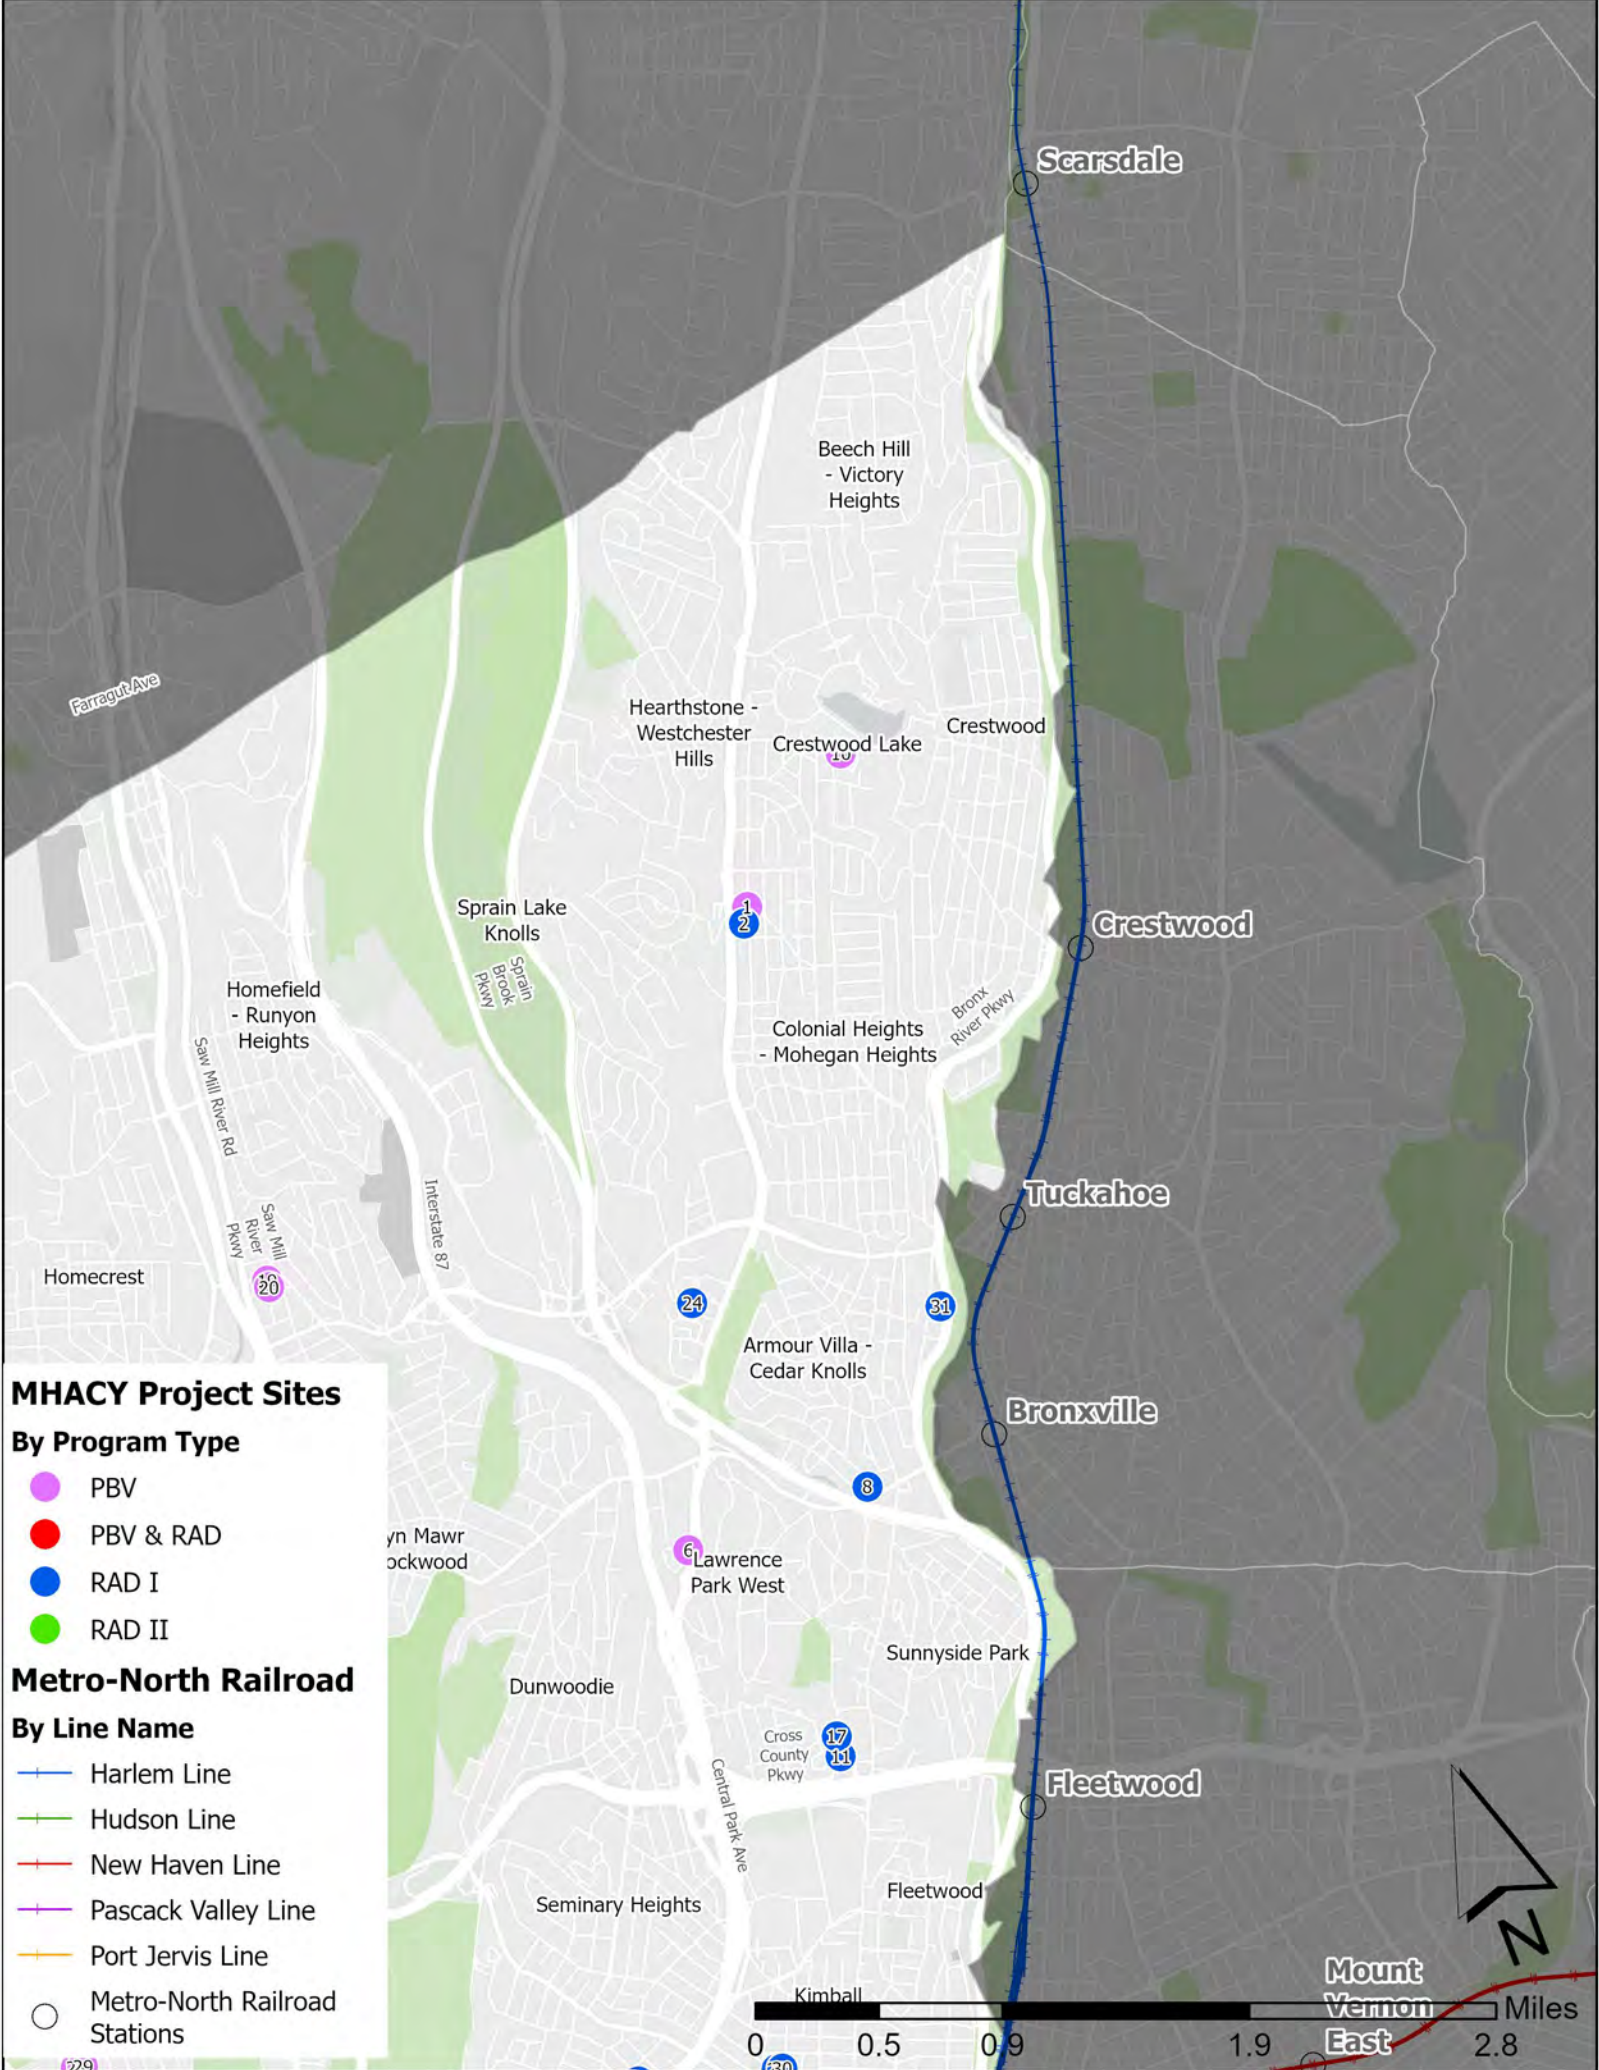 Scarsdale
Beech Hill
- Victory
Heights
Farragut Ave
Hearthstone -
Westchester
Hills
Crestwood
Crestwood Lake
1
2
Sprain Lake
Knolls
Crestwood
Sprain
Brook
Pkwy
Homefield
- Runyon
Heights
Bronx
River Pkwy
Colonial Heights
- Mohegan Heights
Saw Mill River Rd
Interstate 87
Tuckahoe
Saw Mill
River
Pkwy
Homecrest
20
24
31
Armour Villa -
Cedar Knolls
Bronxville
8
yn Mawr
ockwood
6
Lawrence
Park West
Sunnyside Park
Dunwoodie
Cross
County
Pkwy
17
11
Central Park Ave
Fleetwood
Fleetwood
Seminary Heights
Kimball
Mount
Vernon
East
N
Miles
0 0.5 0.9 1.9 2.8
30
29
MHACY Project Sites
By Program Type
PBV
PBV & RAD
RAD I
RAD II
Metro-North Railroad
By Line Name
Harlem Line
Hudson Line
New Haven Line
Pascack Valley Line
Port Jervis Line
Metro-North Railroad
Stations